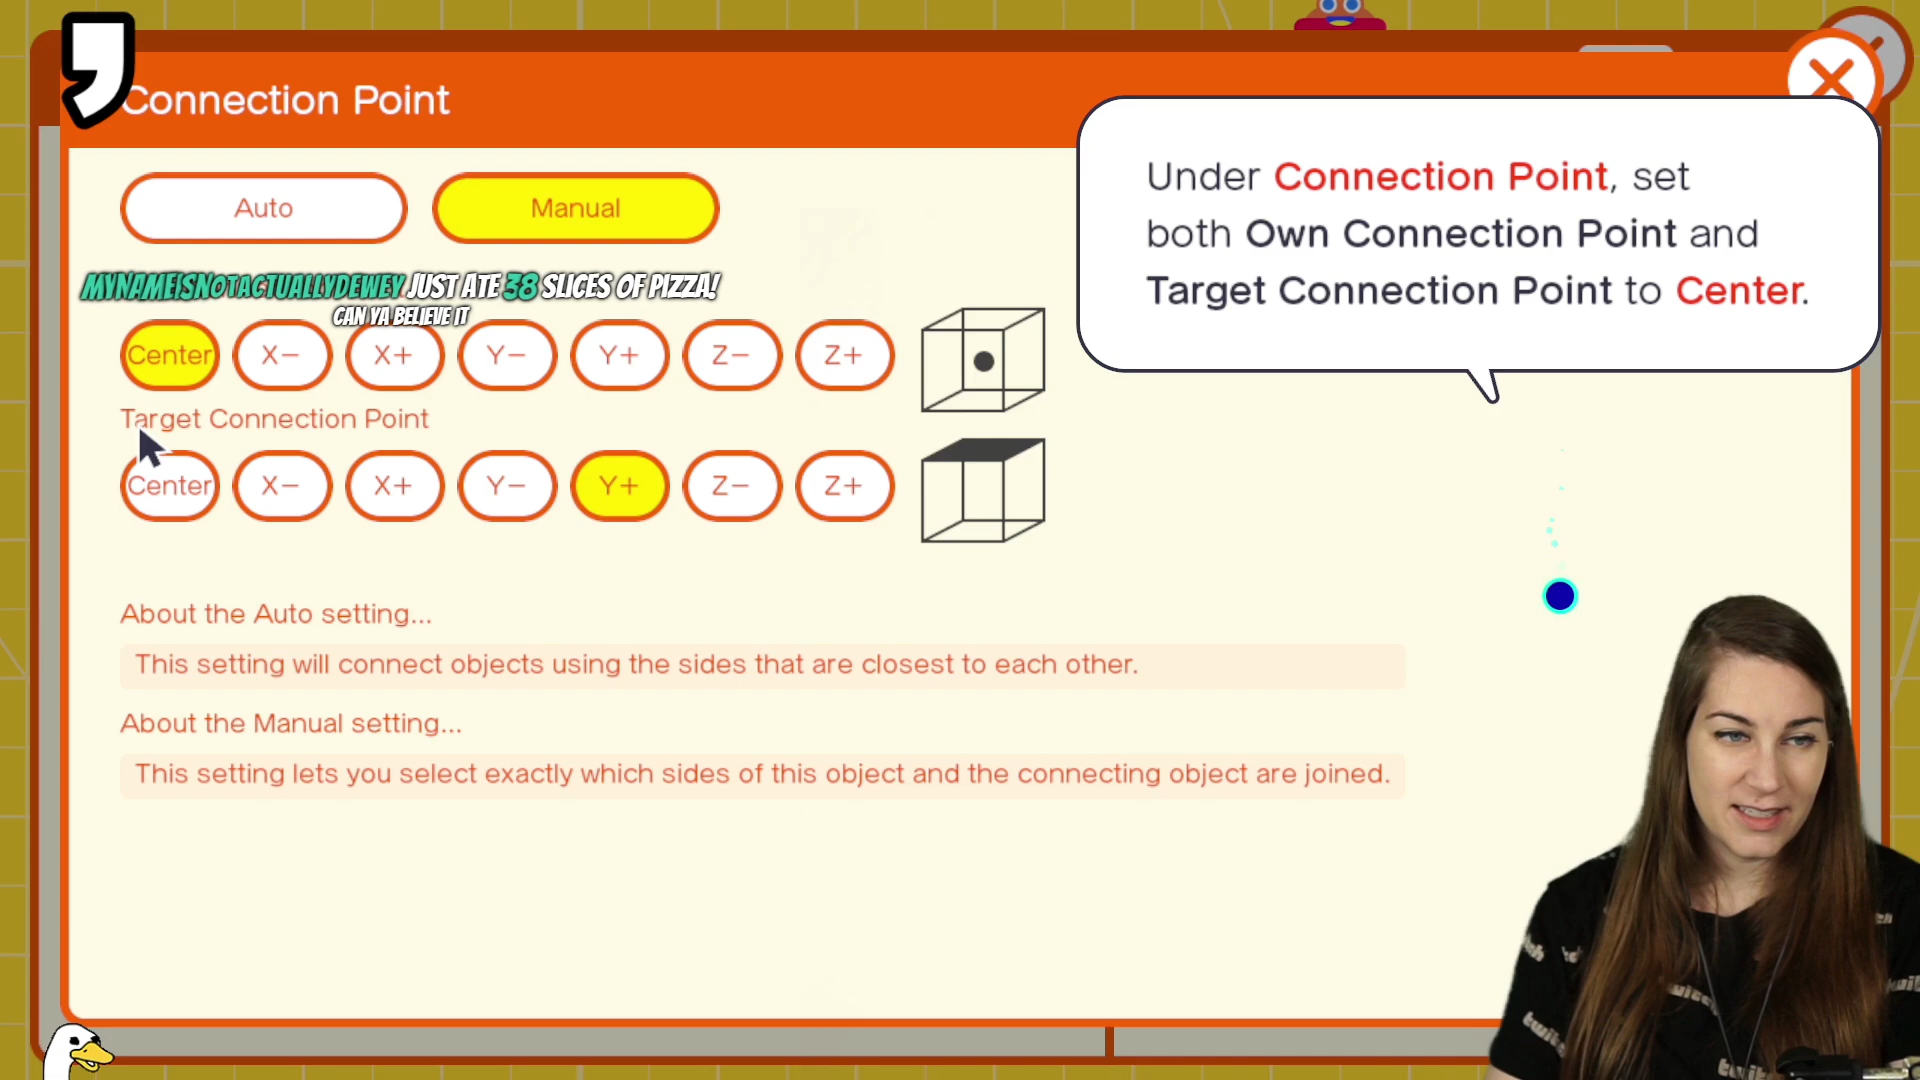 Connection Point
Auto
Manual
Under Connection Point, set
both Own Connection Point and
Target Connection Point to Center.
MYNAMEISNOTACTUALLYDEWEY JUST ATE 38 SLICES OF PIZZA!
CAN YA BELIEVE IT
Center X- X+ Y- Y+ Z- Z+
Target Connection Point
Center X- X+ Y- Y+ Z- Z+
About the Auto setting...
This setting will connect objects using the sides that are closest to each other.
About the Manual setting...
This setting lets you select exactly which sides of this object and the connecting object are joined.